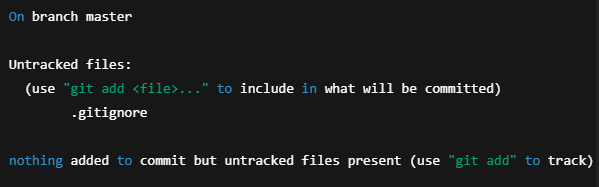 On branch master
Untracked files:
(use "git add <file>..." to include in what will be committed)
.gitignore
nothing added to commit but untracked files present (use "git add" to track)